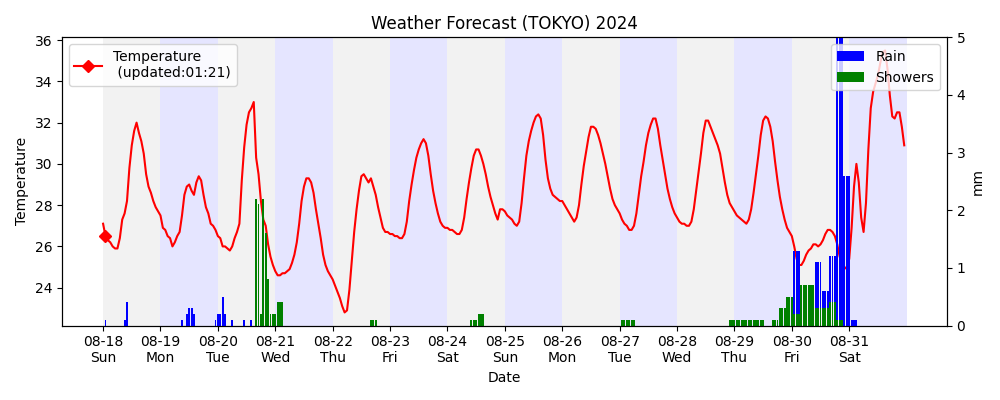 Weather Forecast (TOKYO) 2024
Temperature
(updated:01:21)
Rain
Showers
Temperature
36
34
32
30
28
26
24
5
4
3
2
1
0
mm
08-18 08-19 08-20 08-21 08-22 08-23 08-24 08-25 08-26 08-27 08-28 08-29 08-30 08-31
Sun Mon Tue Wed Thu Fri Sat Sun Mon Tue Wed Thu Fri Sat
Date